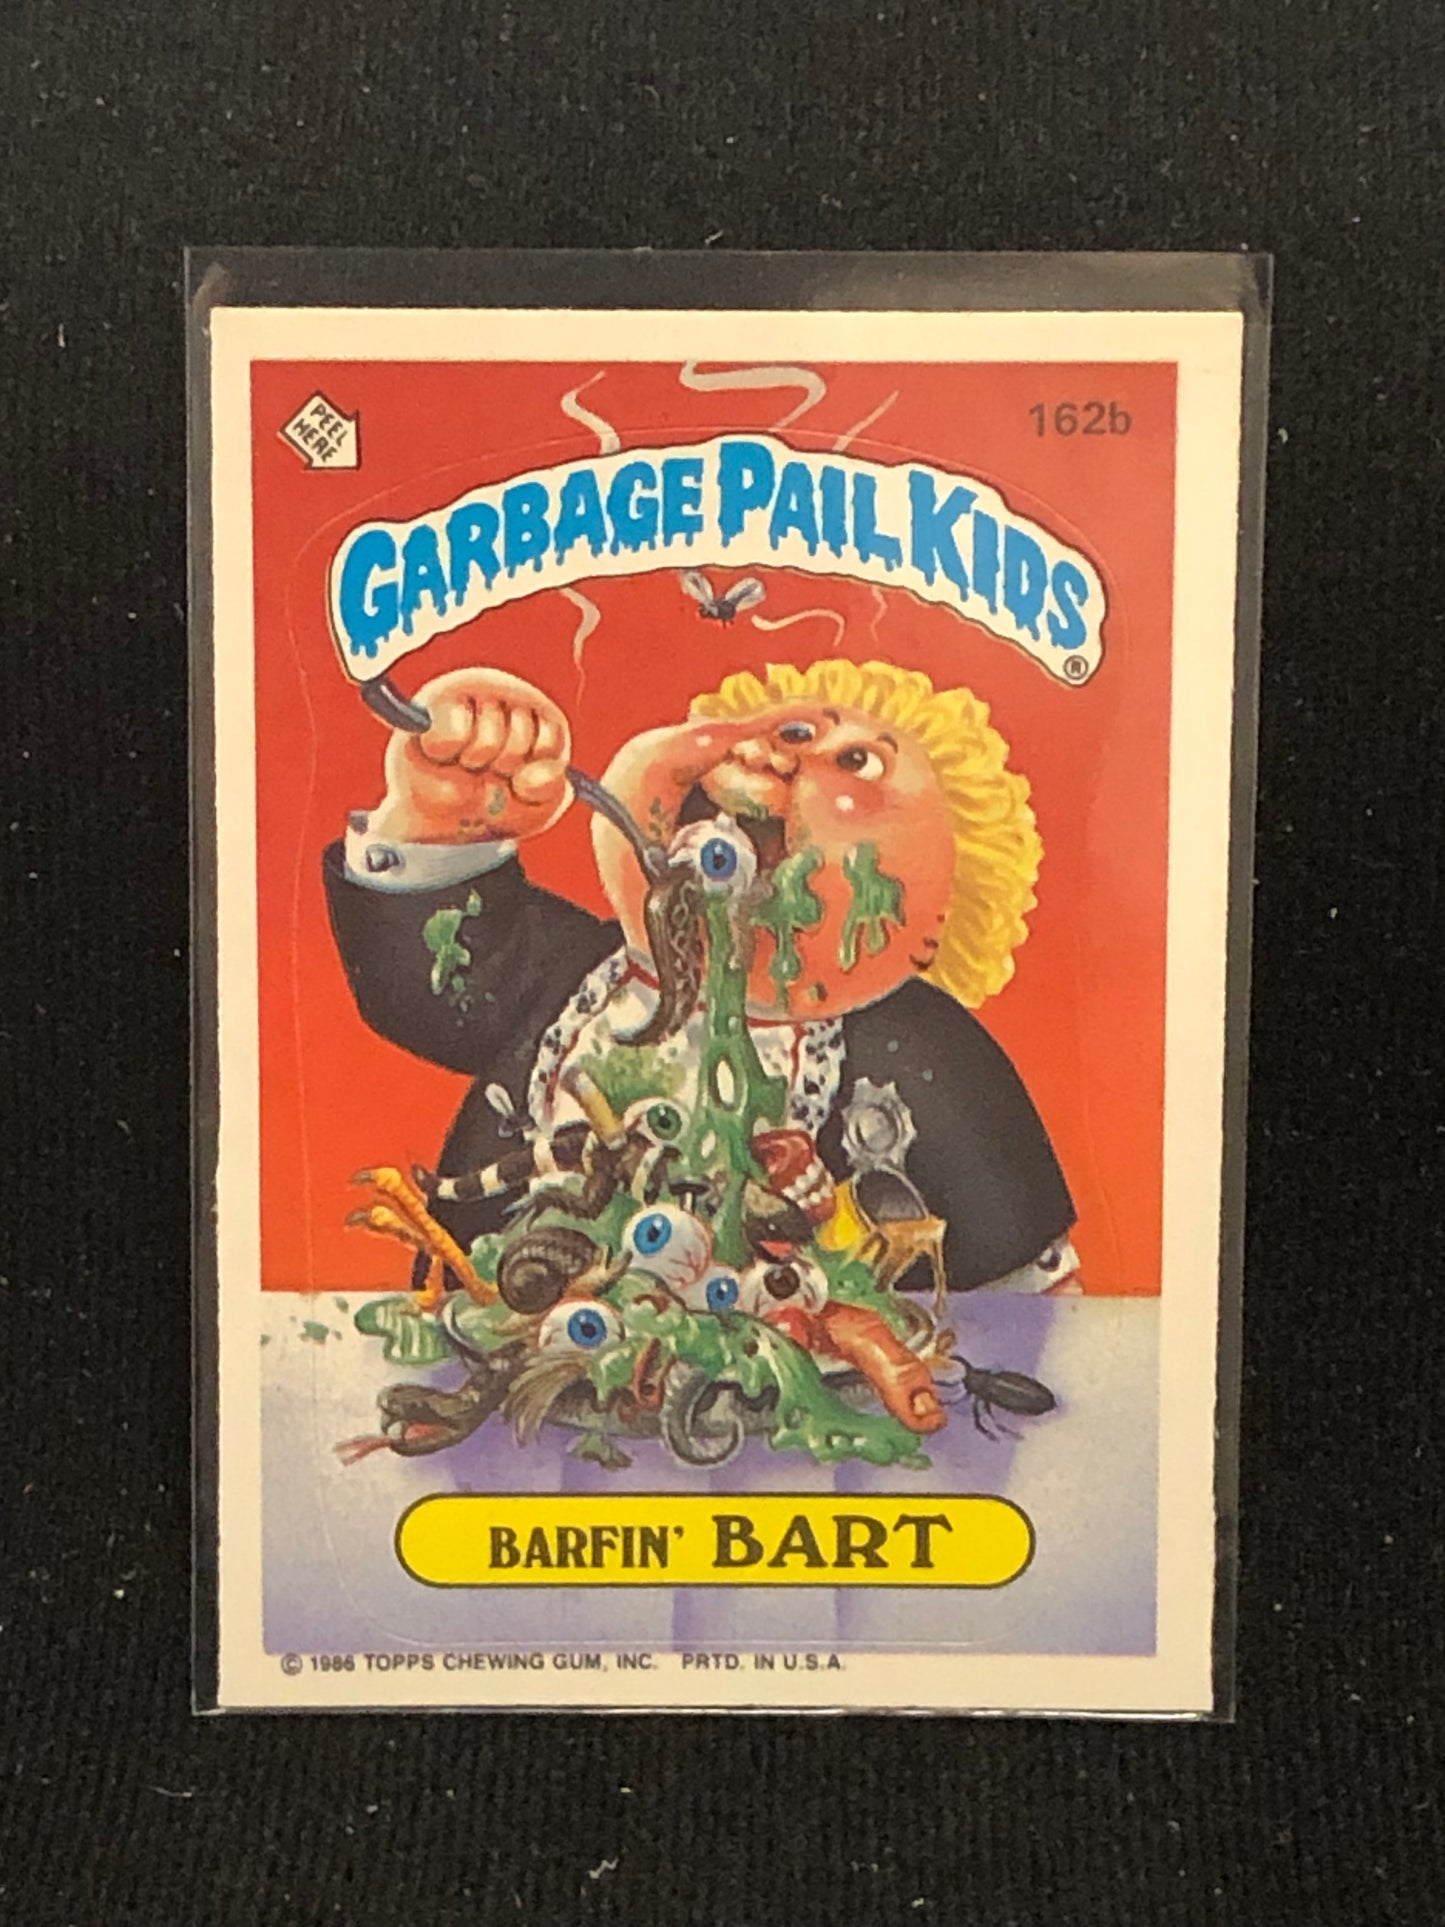 PEEL
HERE
162b
GARBAGE PAIL KIDS
®
BARFIN' BART
© 1986 TOPPS CHEWING GUM, INC. PRTD. IN U.S.A.